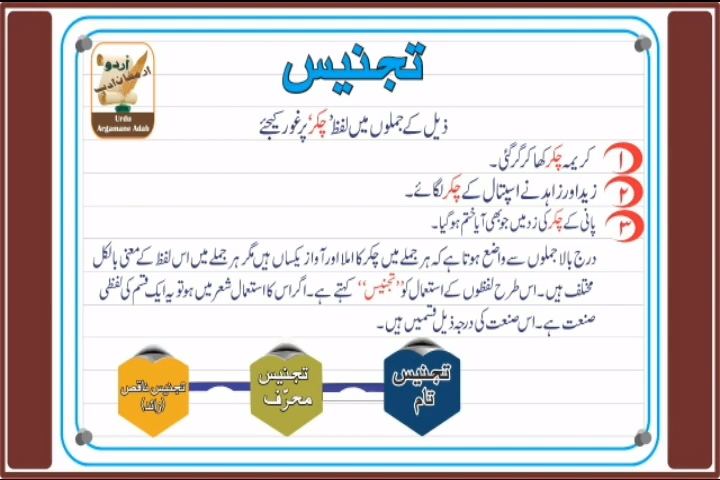 تجنیس
اردو
ارمغان ادب
Urdu
Argamane Adab
ذیل کے جملوں میں لفظ ’چکر‘ پر غور کیجئے
۱ کریمہ چکر کھا کر گر گئی۔
۲ زید اور زاہد نے اسپتال کے چکر لگائے۔
۳ پانی کے چکر کی زد میں جو بھی آیا ختم ہو گیا۔
درج بالا جملوں سے واضع ہوتا ہے کہ ہر جملے میں چکر کا املا اور آواز یکساں ہیں مگر ہر جملے میں اس لفظ کے معنی بالکل
مختلف ہیں۔ اس طرح لفظوں کے استعمال کو ’’تجنیس‘‘ کہتے ہے۔ اگر اس کا استعمال شعر میں ہو تو یہ ایک قسم کی لفظی
صنعت ہے۔ اس صنعت کی درجہ ذیل قسمیں ہیں۔
تجنیس
تام
تجنیس
محرّف
تجنیس ناقص
(زائد)